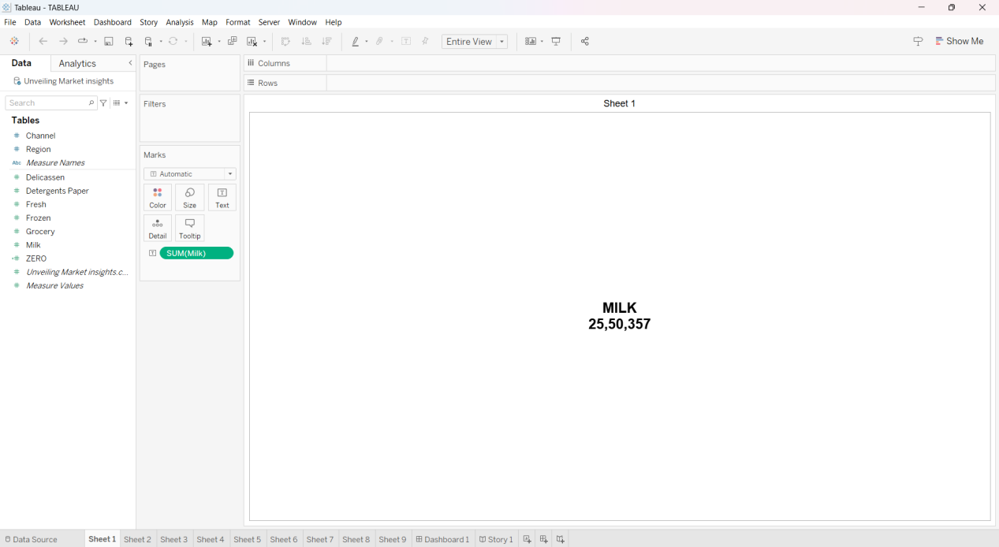 Tableau - TABLEAU
File Data Worksheet Dashboard Story Analysis Map Format Server Window Help
Entire View
Show Me
Data Analytics
Unveiling Market insights
Search
Tables
Channel
Region
Abc Measure Names
Delicassen
Detergents Paper
Fresh
Frozen
Grocery
Milk
ZERO
Unveiling Market insights.c...
Measure Values
Pages
Filters
Marks
Automatic
Color Size Text
Detail Tooltip
SUM(Milk)
Columns
Rows
Sheet 1
MILK
25,50,357
Data Source Sheet 1 Sheet 2 Sheet 3 Sheet 4 Sheet 5 Sheet 6 Sheet 7 Sheet 8 Sheet 9 Dashboard 1 Story 1